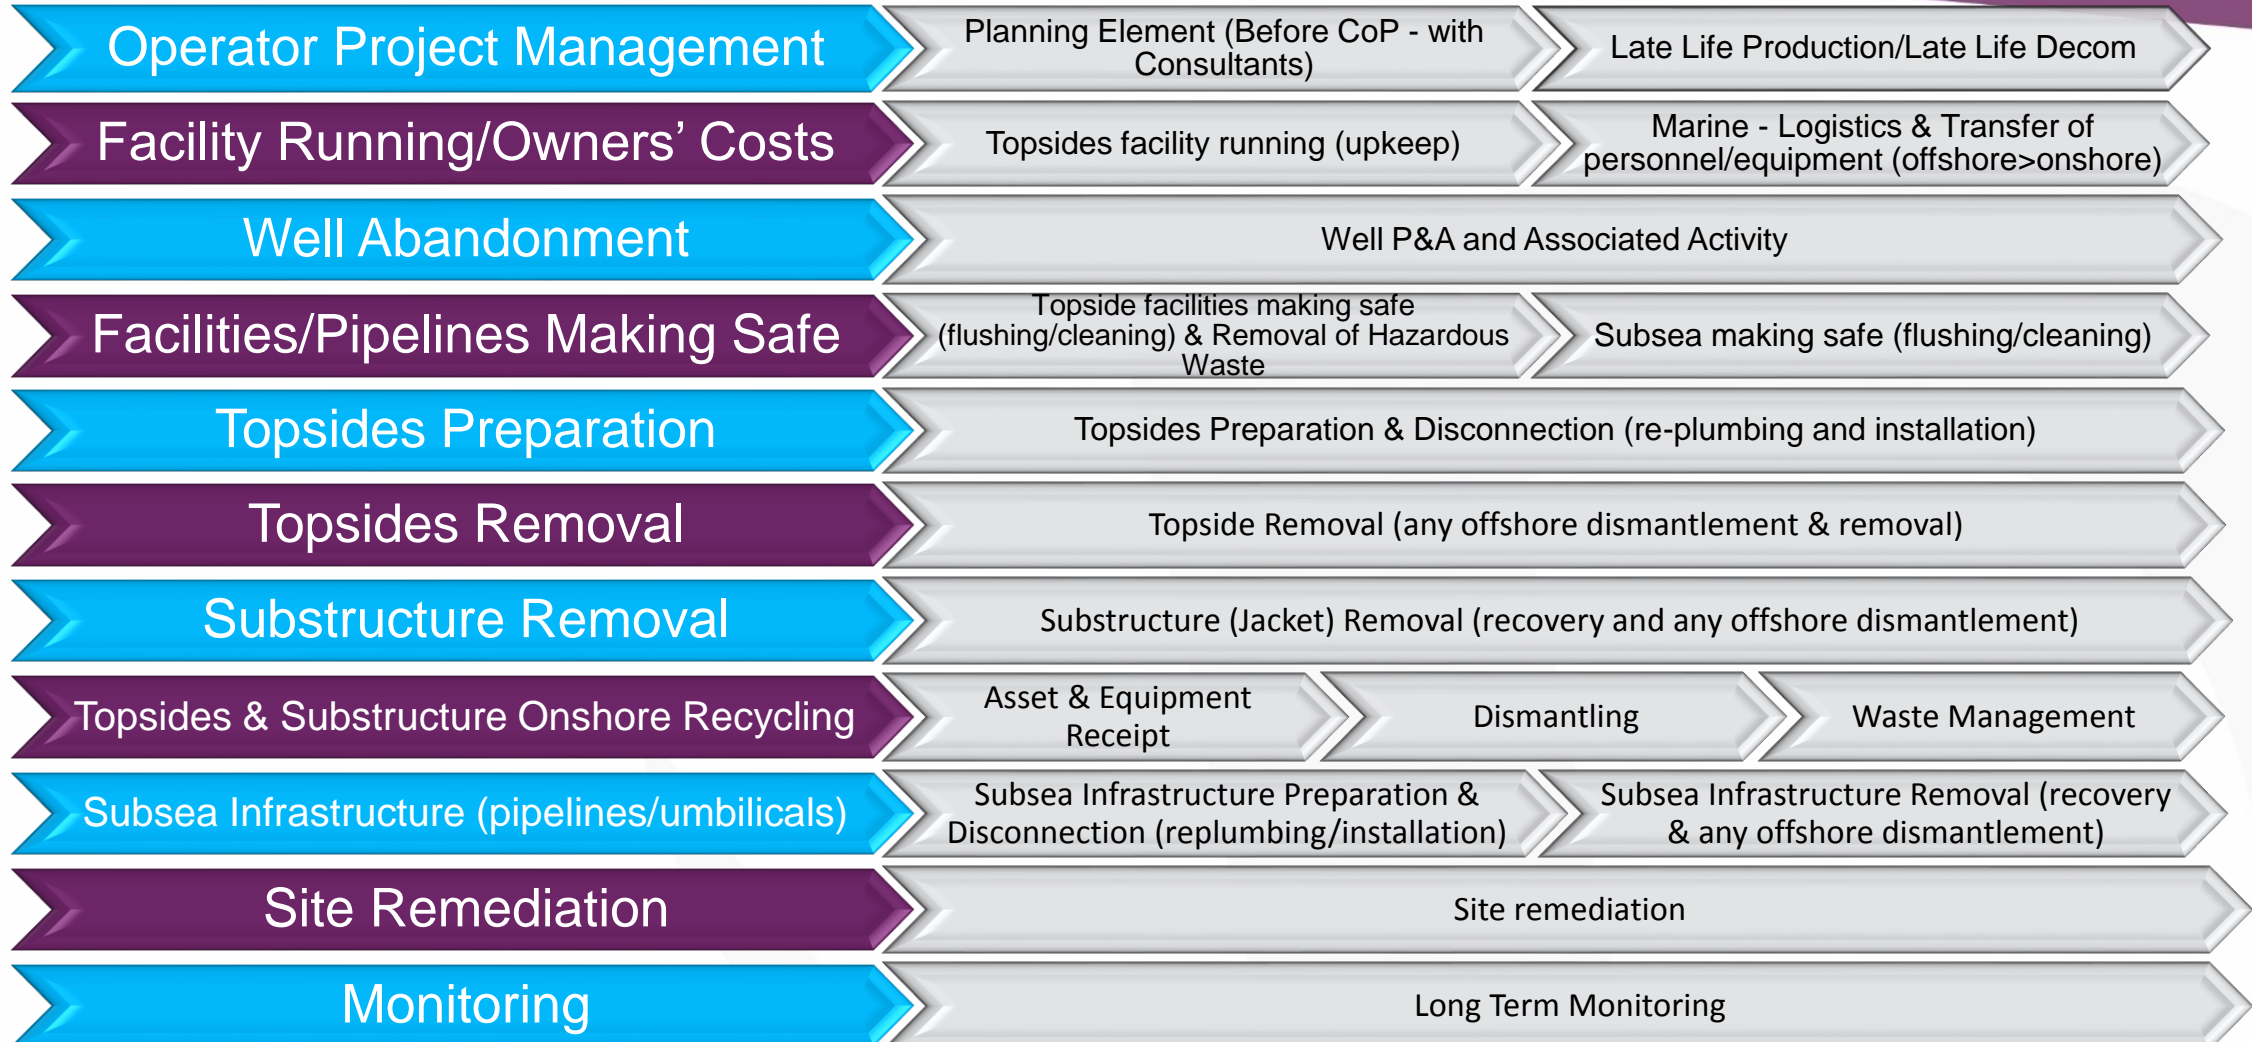 Operator Project Management
Planning Element (Before CoP - with
Consultants)
Late Life Production/Late Life Decom
Facility Running/Owners’ Costs
Topsides facility running (upkeep)
Marine - Logistics & Transfer of
personnel/equipment (offshore>onshore)
Well Abandonment
Well P&A and Associated Activity
Facilities/Pipelines Making Safe
Topside facilities making safe
(flushing/cleaning) & Removal of Hazardous
Waste
Subsea making safe (flushing/cleaning)
Topsides Preparation
Topsides Preparation & Disconnection (re-plumbing and installation)
Topsides Removal
Topside Removal (any offshore dismantlement & removal)
Substructure Removal
Substructure (Jacket) Removal (recovery and any offshore dismantlement)
Topsides & Substructure Onshore Recycling
Asset & Equipment
Receipt
Dismantling
Waste Management
Subsea Infrastructure (pipelines/umbilicals)
Subsea Infrastructure Preparation &
Disconnection (replumbing/installation)
Subsea Infrastructure Removal (recovery
& any offshore dismantlement)
Site Remediation
Site remediation
Monitoring
Long Term Monitoring